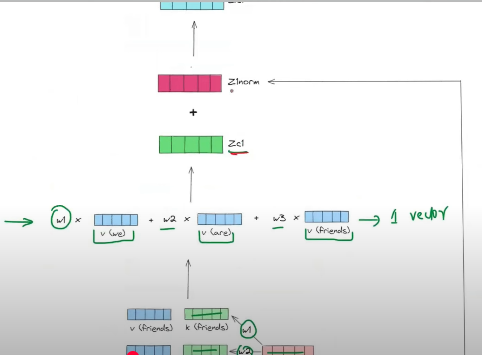 Z1norm
+
Zc1
w1 × + w2 × + w3 × → 1 vector
v (we) v (are) v (friends)
v (friends) k (friends)
w1
w2